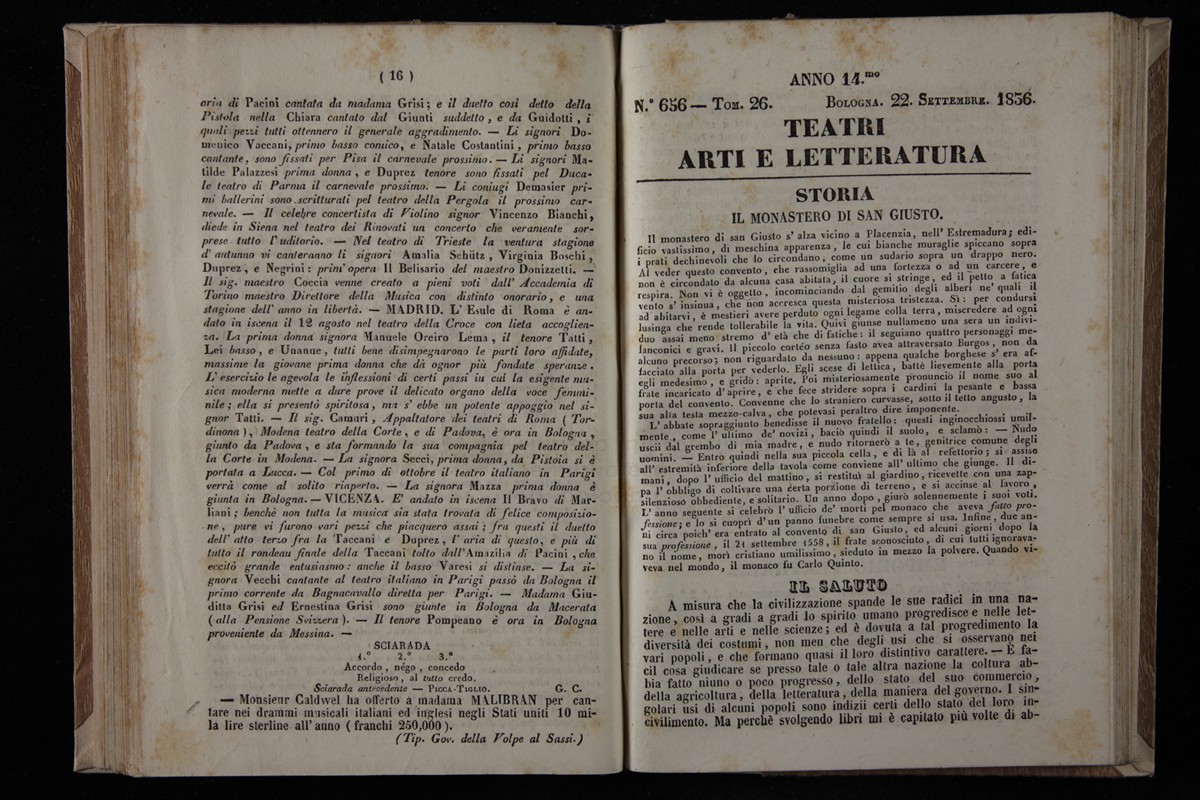 ( 16 )
aria di Pacini cantata da madama Grisi; e il duetto così detto della
Pistola nella Chiara cantato dal Giunti suddetto, e da Guidotti, i
quali pezzi tutti ottennero il generale aggradimento. — Li signori Do-
menico Vaccani, primo basso comico, e Natale Costantini, primo basso
cantante, sono fissati per Pisa il carnevale prossimo. — Li signori Ma-
tilde Palazzesi prima donna, e Duprez tenore sono fissati pel Duca-
le teatro di Parma il carnevale prossimo. — Li coniugi Demasier pri-
mi ballerini sono scritturati pel teatro della Pergola il prossimo car-
nevale. — Il celebre concertista di Violino signor Vincenzo Bianchi,
diede in Siena nel teatro dei Rinovati un concerto che veramente sor-
prese tutto l'uditorio. — Nel teatro di Trieste la ventura stagione
d'autunno vi canteranno li signori Amalia Schütz, Virginia Boschi,
Duprez, e Negrini: prim'opera Il Belisario del maestro Donizzetti. —
Il sig. maestro Coccia venne creato a pieni voti dall'Accademia di
Torino maestro Direttore della Musica con distinto onorario, e una
stagione dell'anno in libertà. — MADRID. L'Esule di Roma è an-
dato in iscena il 12 agosto nel teatro della Croce con lieta accoglien-
za. La prima donna signora Manuele Oreiro Lema, il tenore Tatti,
Lei basso, e Unanue, tutti bene disimpegnarono le parti loro affidate,
massime la giovane prima donna che dà ognor più fondate speranze.
L'esercizio le agevola le inflessioni di certi passi in cui la esigente mu-
sica moderna mette a dure prove il delicato organo della voce femmi-
nile; ella si presentò spiritosa, ma s'ebbe un potente appoggio nel si-
gnor Tatti. — Il sig. Camuri, Appaltatore dei teatri di Roma ( Tor-
dinona ), Modena teatro della Corte, e di Padova, è ora in Bologna,
giunto da Padova, e sta formando la sua compagnia pel teatro del-
la Corte in Modena. — La signora Secci, prima donna, da Pistoia si è
portata a Lucca. — Col primo di ottobre il teatro italiano in Parigi
verrà come al solito riaperto. — La signora Mazza prima donna è
giunta in Bologna. — VICENZA. E' andato in iscena Il Bravo di Mar-
liani; benchè non tutta la musica sia stata trovata di felice composizio-
ne, pure vi furono vari pezzi che piacquero assai; fra questi il duetto
dell'atto terzo fra la Taccani e Duprez, l'aria di questo, e più di
tutto il rondeau finale della Taccani tolto dall'Amazilia di Pacini, che
eccitò grande entusiasmo: anche il basso Varesi si distinse. — La si-
gnora Vecchi cantante al teatro italiano in Parigi passò da Bologna il
primo corrente da Bagnacavallo diretta per Parigi. — Madama Giu-
ditta Grisi ed Ernestina Grisi sono giunte in Bologna da Macerata
( alla Pensione Svizzera ). — Il tenore Pompeano è ora in Bologna
proveniente da Messina. —
SCIARADA
1.° 2.° 3.°
Accordo, nego, concedo
Religioso, al tutto credo.
Sciarada antecedente — PICCA-TIGLIO. G. C.
— Monsieur Caldwel ha offerto a madama MALIBRAN per can-
tare nei drammi musicali italiani ed inglesi negli Stati uniti 10 mi-
la lire sterline all'anno ( franchi 250,000 ).
(Tip. Gov. della Volpe al Sassi.)
ANNO 14.mo
N.° 656 — TOM. 26. BOLOGNA. 22. SETTEMBRE. 1836.
TEATRI
ARTI E LETTERATURA
STORIA
IL MONASTERO DI SAN GIUSTO.
Il monastero di san Giusto s'alza vicino a Placenzia, nell'Estremadura; edi-
ficio vastissimo, di meschina apparenza, le cui bianche muraglie spiccano sopra
i prati dechinevoli che lo circondano, come un sudario sopra un drappo nero.
Al veder questo convento, che rassomiglia ad una fortezza o ad un carcere, e
non è circondato da alcuna casa abitata, il cuore si stringe, ed il petto a fatica
respira. Non vi è oggetto, incominciando dal gemitio degli alberi ne' quali il
vento s'insinua, che non accresca questa misteriosa tristezza. Sì: per condursi
ad abitarvi, è mestieri avere perduto ogni legame colla terra, miscredere ad ogni
lusinga che rende tollerabile la vita. Quivi giunse nullameno una sera un indivi-
duo assai meno stremo d'età che di fatiche: il seguiano quattro personaggi me-
lanconici e gravi. Il piccolo corteo senza fasto avea attraversato Burgos, non da
alcuno precorso; non riguardato da nessuno: appena qualche borghese s'era af-
facciato alla porta per vederlo. Egli scese di lettica, battè lievemente alla porta
egli medesimo, e gridò: aprite. Poi misteriosamente pronunciò il nome suo al
frate incaricato d'aprire, e che fece stridere sopra i cardini la pesante e bassa
porta del convento. Convenne che lo straniero curvasse, sotto il tetto angusto, la
sua alta testa mezzo-calva, che potevasi peraltro dire imponente.
L'abbate sopraggiunto benedisse il nuovo fratello: questi inginocchiossi umil-
mente, come l'ultimo de' novizi, baciò quindi il suolo, e sclamò: — Nudo
uscii dal grembo di mia madre, e nudo ritornerò a te, genitrice comune degli
uomini. — Entro quindi nella sua piccola cella, e di là al refettorio; si assise
all'estremità inferiore della tavola come conviene all'ultimo che giunge. Il di-
mani, dopo l'ufficio del mattino, si restituì al giardino, ricevette con una zap-
pa l'obbligo di coltivare una certa porzione di terreno, e si accinse al lavoro,
silenzioso obbediente, e solitario. Un anno dopo, giurò solennemente i suoi voti.
L'anno seguente si celebrò l'ufficio de' morti pel monaco che aveva fatto pro-
fessione; e lo si cuoprì d'un panno funebre come sempre si usa. Infine, due an-
ni circa poich'era entrato al convento di san Giusto, ed alcuni giorni dopo la
sua professione, il 21 settembre 1558, il frate sconosciuto, di cui tutti ignorava-
no il nome, morì cristiano umilissimo, sieduto in mezzo la polvere. Quando vi-
veva nel mondo, il monaco fu Carlo Quinto.
IL SALUTO
A misura che la civilizzazione spande le sue radici in una na-
zione, così a gradi a gradi lo spirito umano progredisce e nelle let-
tere e nelle arti e nelle scienze; ed è dovuta a tal progredimento la
diversità dei costumi, non men che degli usi che si osservano nei
vari popoli, e che formano quasi il loro distintivo carattere. — È fa-
cil cosa giudicare se presso tale o tale altra nazione la coltura ab-
bia fatto niuno o poco progresso, dello stato del suo commercio,
della agricoltura, della letteratura, della maniera del governo. I sin-
golari usi di alcuni popoli sono indizii certi dello stato del loro in-
civilimento. Ma perchè svolgendo libri mi è capitato più volte di ab-